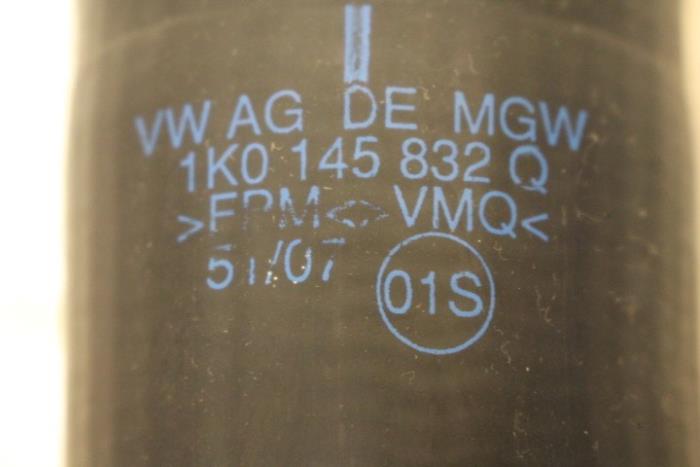 VW AG DE MGW
1K0 145 832 Q
>FPM<>VMQ<
51/07
01S